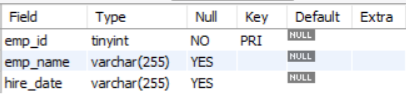 Field Type Null Key Default Extra
emp_id tinyint NO PRI NULL
emp_name varchar(255) YES NULL
hire_date varchar(255) YES NULL